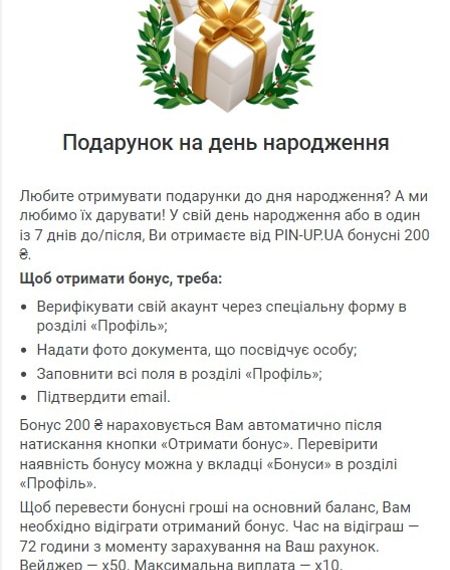 Подарунок на день народження
Любите отримувати подарунки до дня народження? А ми
любимо їх дарувати! У свій день народження або в один
із 7 днів до/після, Ви отримаєте від PIN-UP.UA бонусні 200
₴.
Щоб отримати бонус, треба:
• Верифікувати свій акаунт через спеціальну форму в
розділі «Профіль»;
• Надати фото документа, що посвідчує особу;
• Заповнити всі поля в розділі «Профіль»;
• Підтвердити email.
Бонус 200 ₴ нараховується Вам автоматично після
натискання кнопки «Отримати бонус». Перевірити
наявність бонусу можна у вкладці «Бонуси» в розділі
«Профіль».
Щоб перевести бонусні гроші на основний баланс, Вам
необхідно відіграти отриманий бонус. Час на відіграш —
72 години з моменту зарахування на Ваш рахунок.
Вейджер — x50. Максимальна виплата — x10.